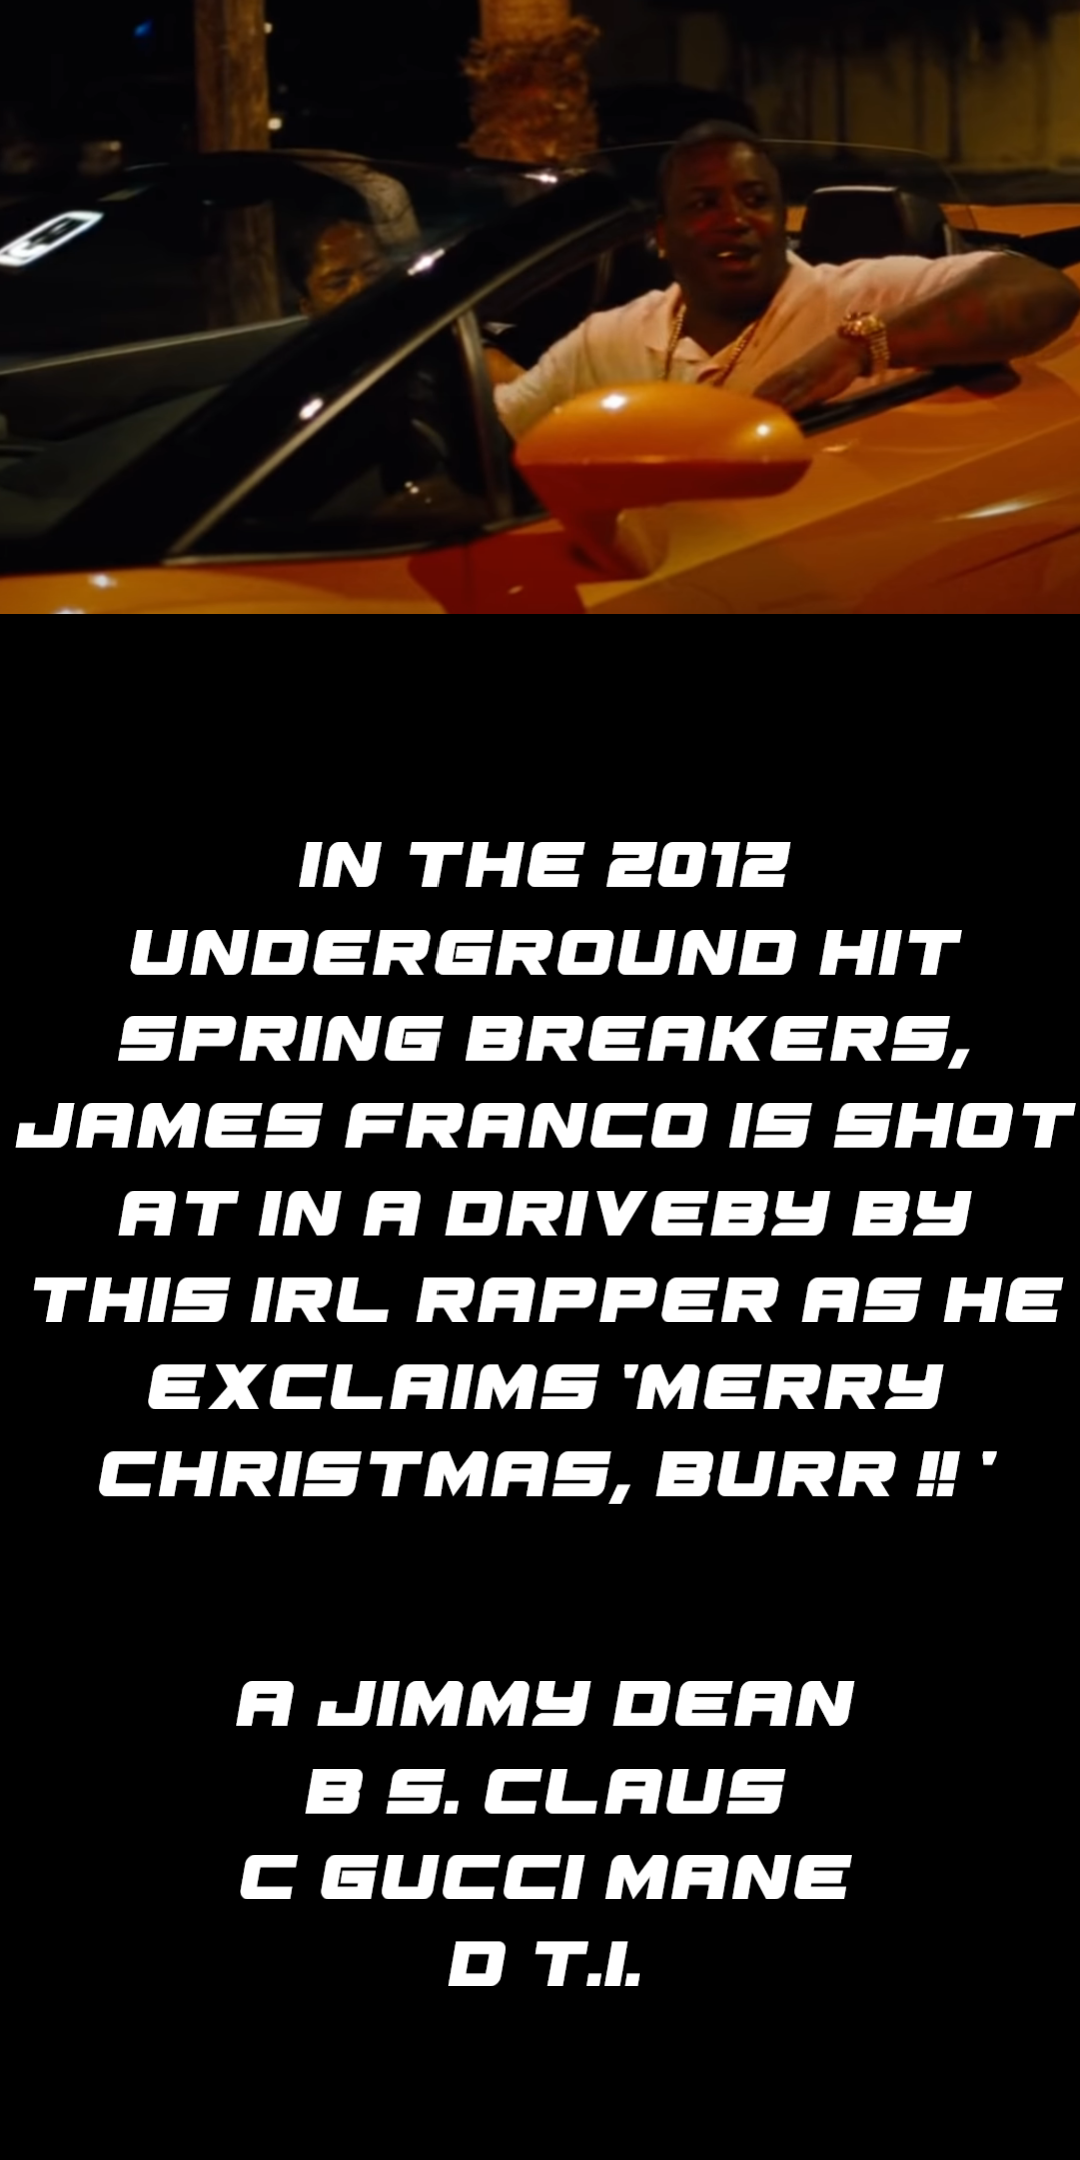 IN THE 2012
UNDERGROUND HIT
SPRING BREAKERS,
JAMES FRANCO IS SHOT
AT IN A DRIVEBY BY
THIS IRL RAPPER AS HE
EXCLAIMS 'MERRY
CHRISTMAS, BURR !! '
A JIMMY DEAN
B S. CLAUS
C GUCCI MANE
D T.I.